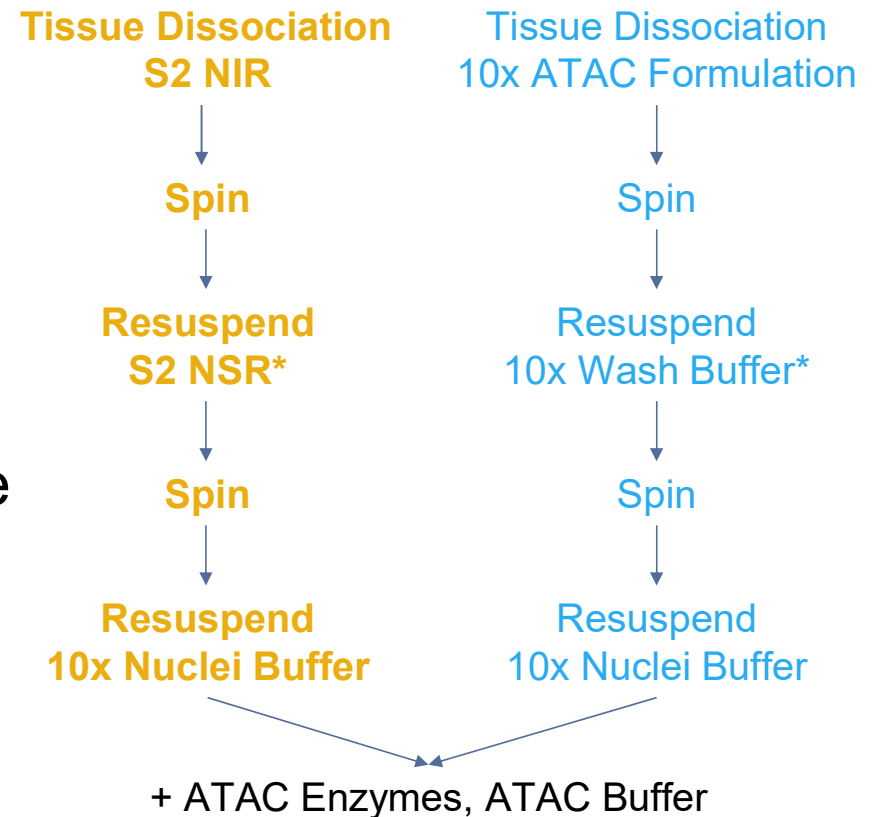 Tissue Dissociation
S2 NIR
Spin
Resuspend
S2 NSR*
Spin
Resuspend
10x Nuclei Buffer
Tissue Dissociation
10x ATAC Formulation
Spin
Resuspend
10x Wash Buffer*
Spin
Resuspend
10x Nuclei Buffer
+ ATAC Enzymes, ATAC Buffer